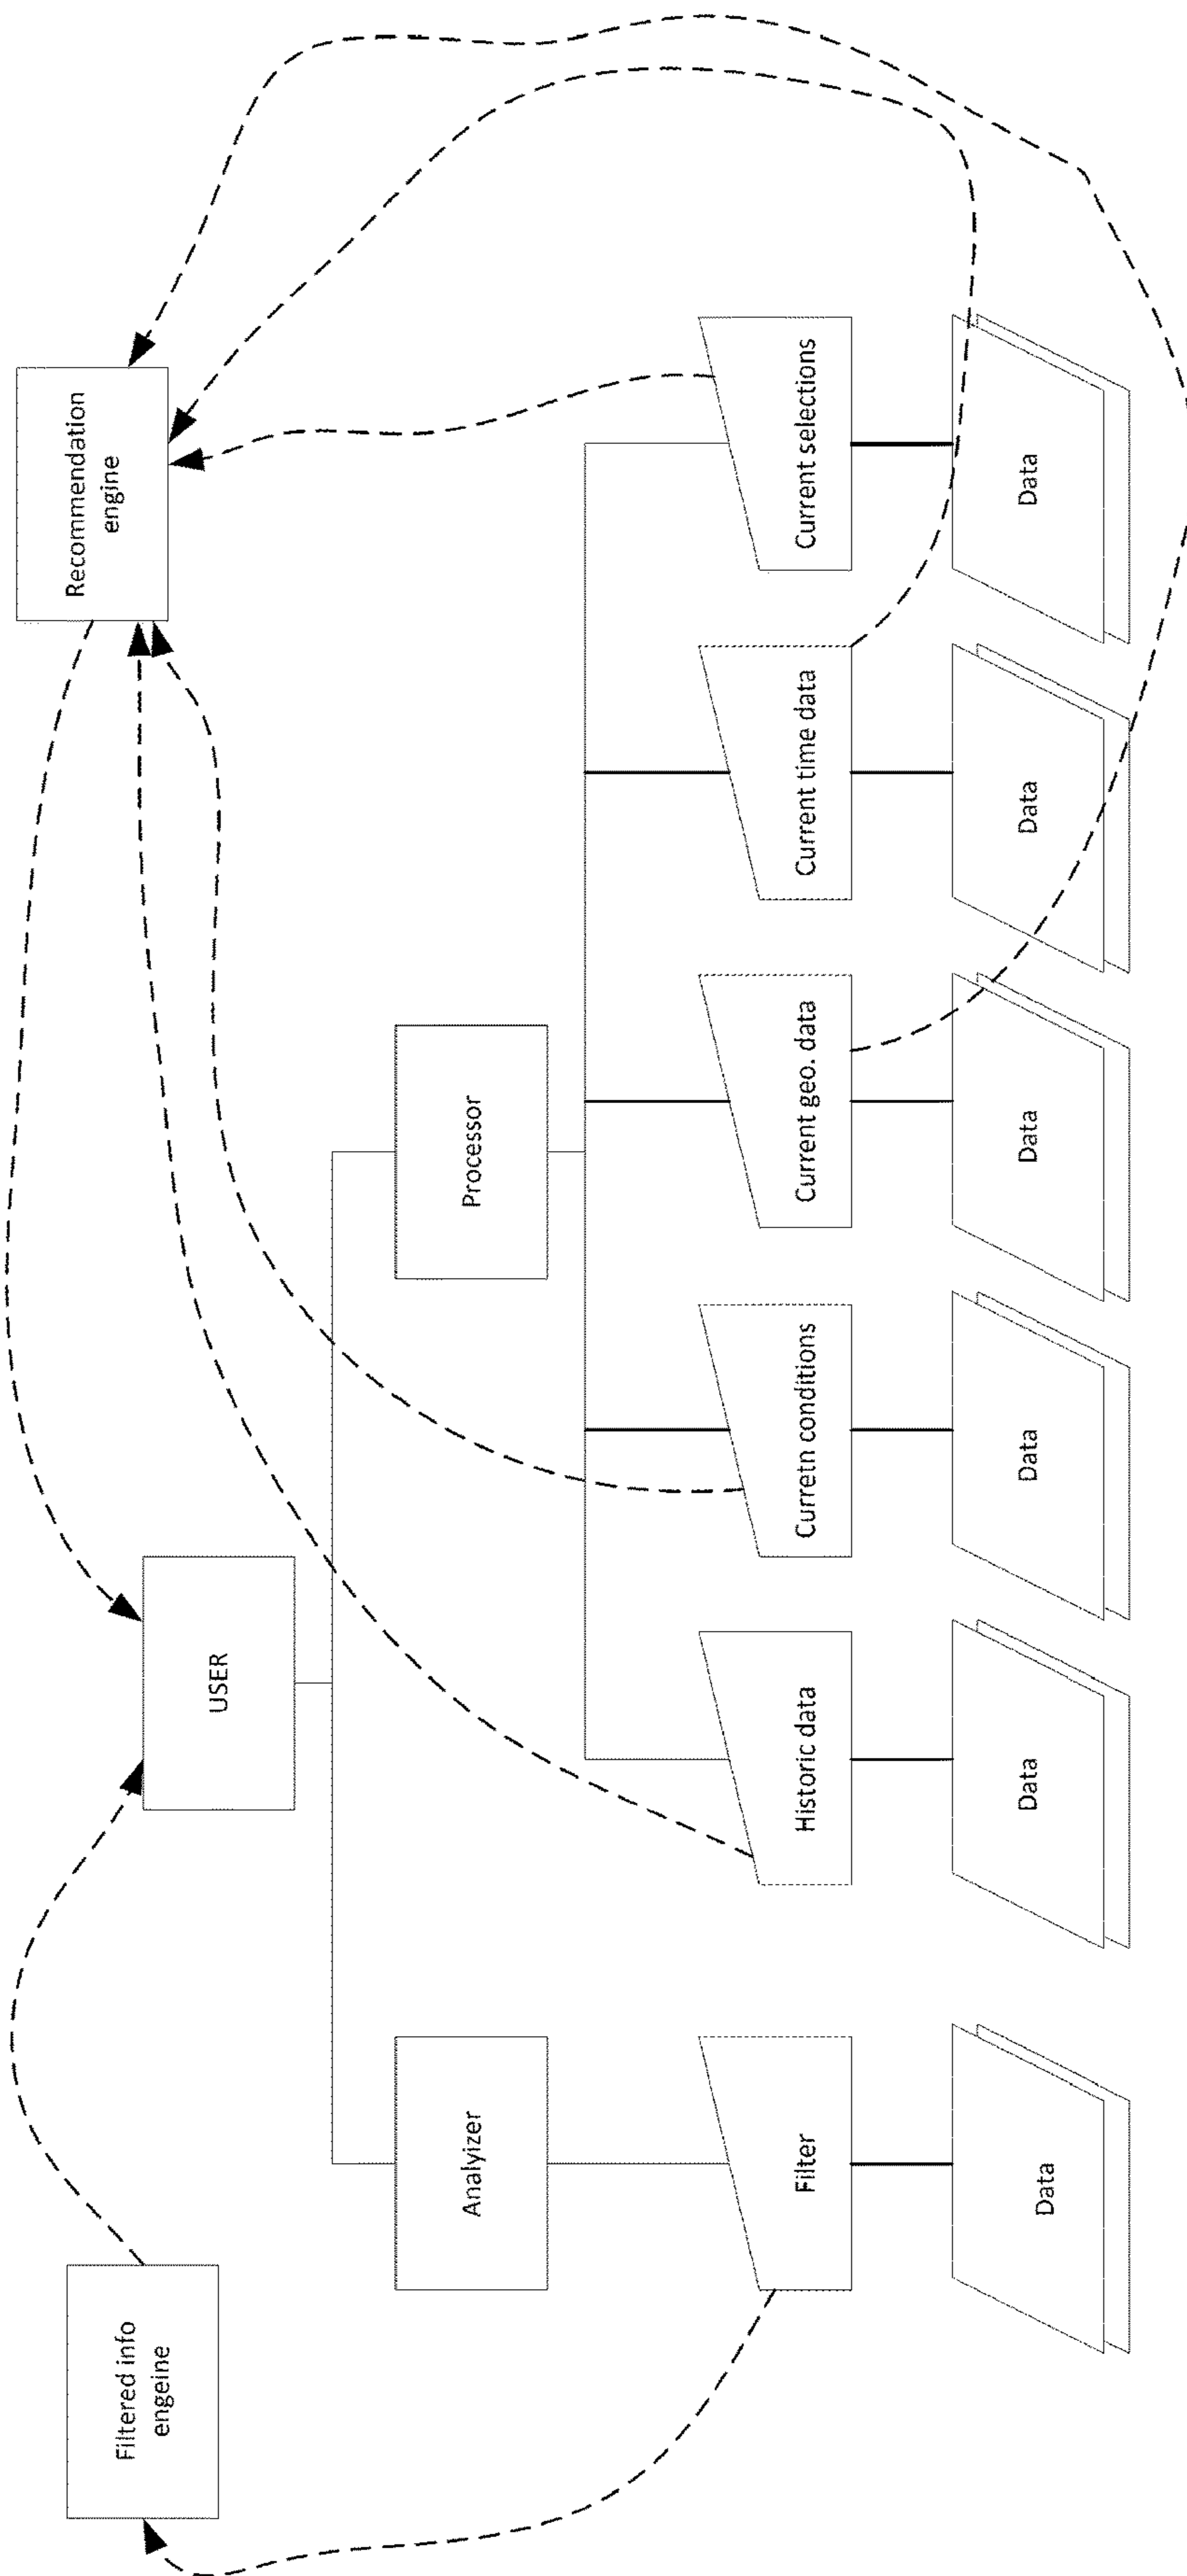 Filtered info
engeine
Recommendation
engine
USER
Analyizer
Processor
Filter
Historic data
Curretn conditions
Current geo. data
Current time data
Current selections
Data
Data
Data
Data
Data
Data